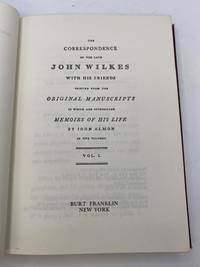 THE
CORRESPONDENCE
OF THE LATE
JOHN WILKES
WITH HIS FRIENDS
PRINTED FROM THE
ORIGINAL MANUSCRIPTS
IN WHICH ARE INTRODUCED
MEMOIRS OF HIS LIFE
BY JOHN ALMON
IN FIVE VOLUMES
VOL. I.
BURT FRANKLIN
NEW YORK